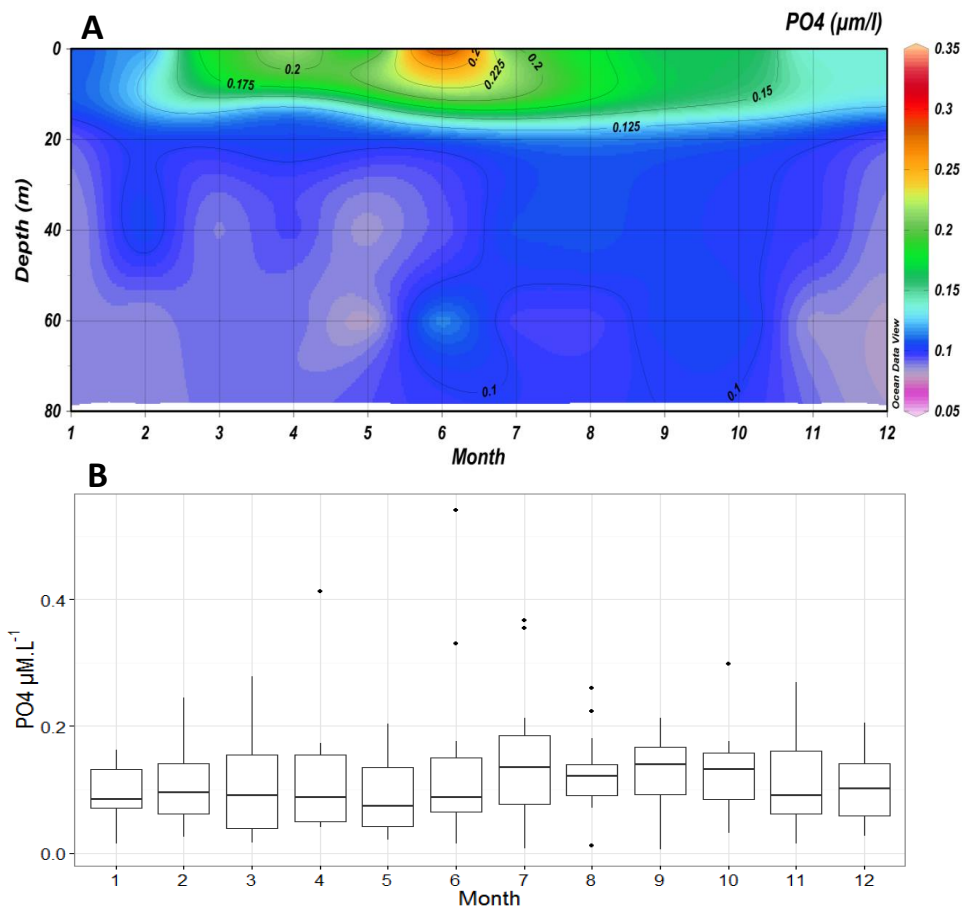 A
PO4 (μm/l)
0
20
40
60
80
Depth (m)
0.175
0.2
0.2
0.225
0.2
0.15
0.125
0.1
0.1
0.35
0.3
0.25
0.2
0.15
0.1
0.05
Ocean Data View
1 2 3 4 5 6 7 8 9 10 11 12
Month
B
PO4 μM.L-1
0.4
0.2
0.0
1 2 3 4 5 6 7 8 9 10 11 12
Month